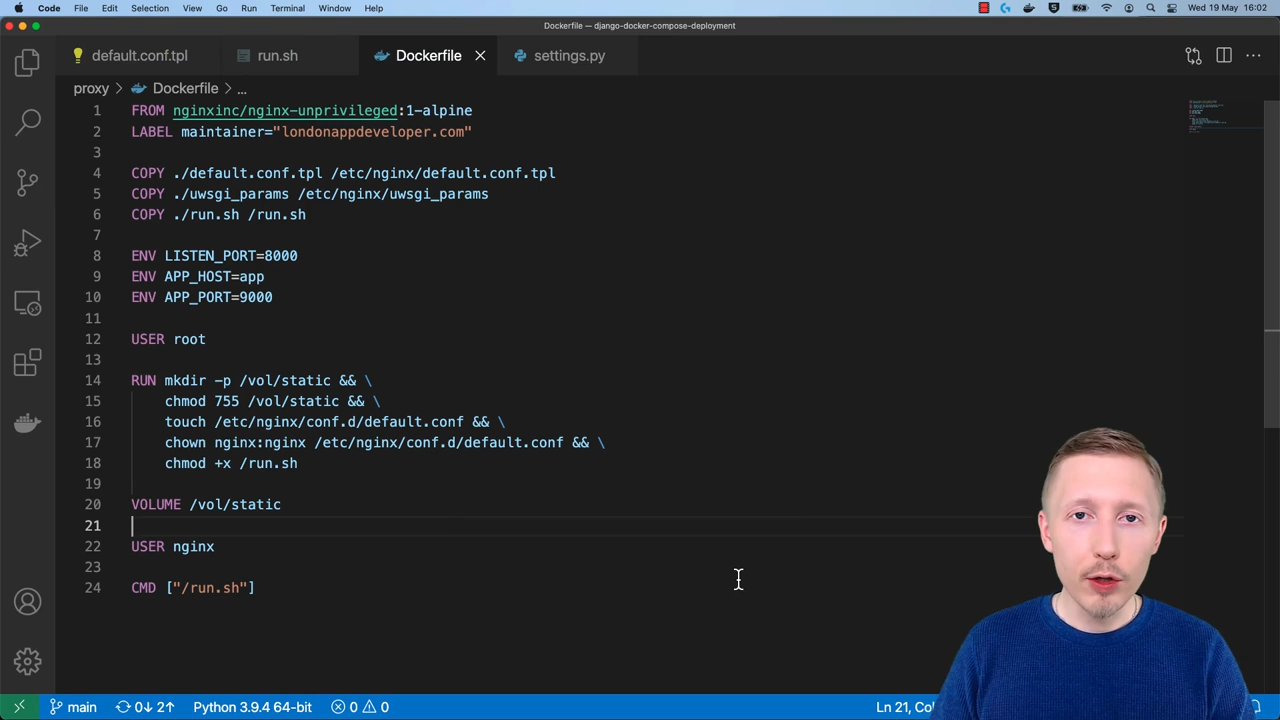 Code File Edit Selection View Go Run Terminal Window Help Wed 19 May 16:02
Dockerfile — django-docker-compose-deployment
default.conf.tpl run.sh Dockerfile settings.py
proxy > Dockerfile > ...
1 FROM nginxinc/nginx-unprivileged:1-alpine
2 LABEL maintainer="londonappdeveloper.com"
3
4 COPY ./default.conf.tpl /etc/nginx/default.conf.tpl
5 COPY ./uwsgi_params /etc/nginx/uwsgi_params
6 COPY ./run.sh /run.sh
7
8 ENV LISTEN_PORT=8000
9 ENV APP_HOST=app
10 ENV APP_PORT=9000
11
12 USER root
13
14 RUN mkdir -p /vol/static && \
15 chmod 755 /vol/static && \
16 touch /etc/nginx/conf.d/default.conf && \
17 chown nginx:nginx /etc/nginx/conf.d/default.conf && \
18 chmod +x /run.sh
19
20 VOLUME /vol/static
21
22 USER nginx
23
24 CMD ["/run.sh"]
main 0↓ 2↑ Python 3.9.4 64-bit 0 0 Ln 21, Co